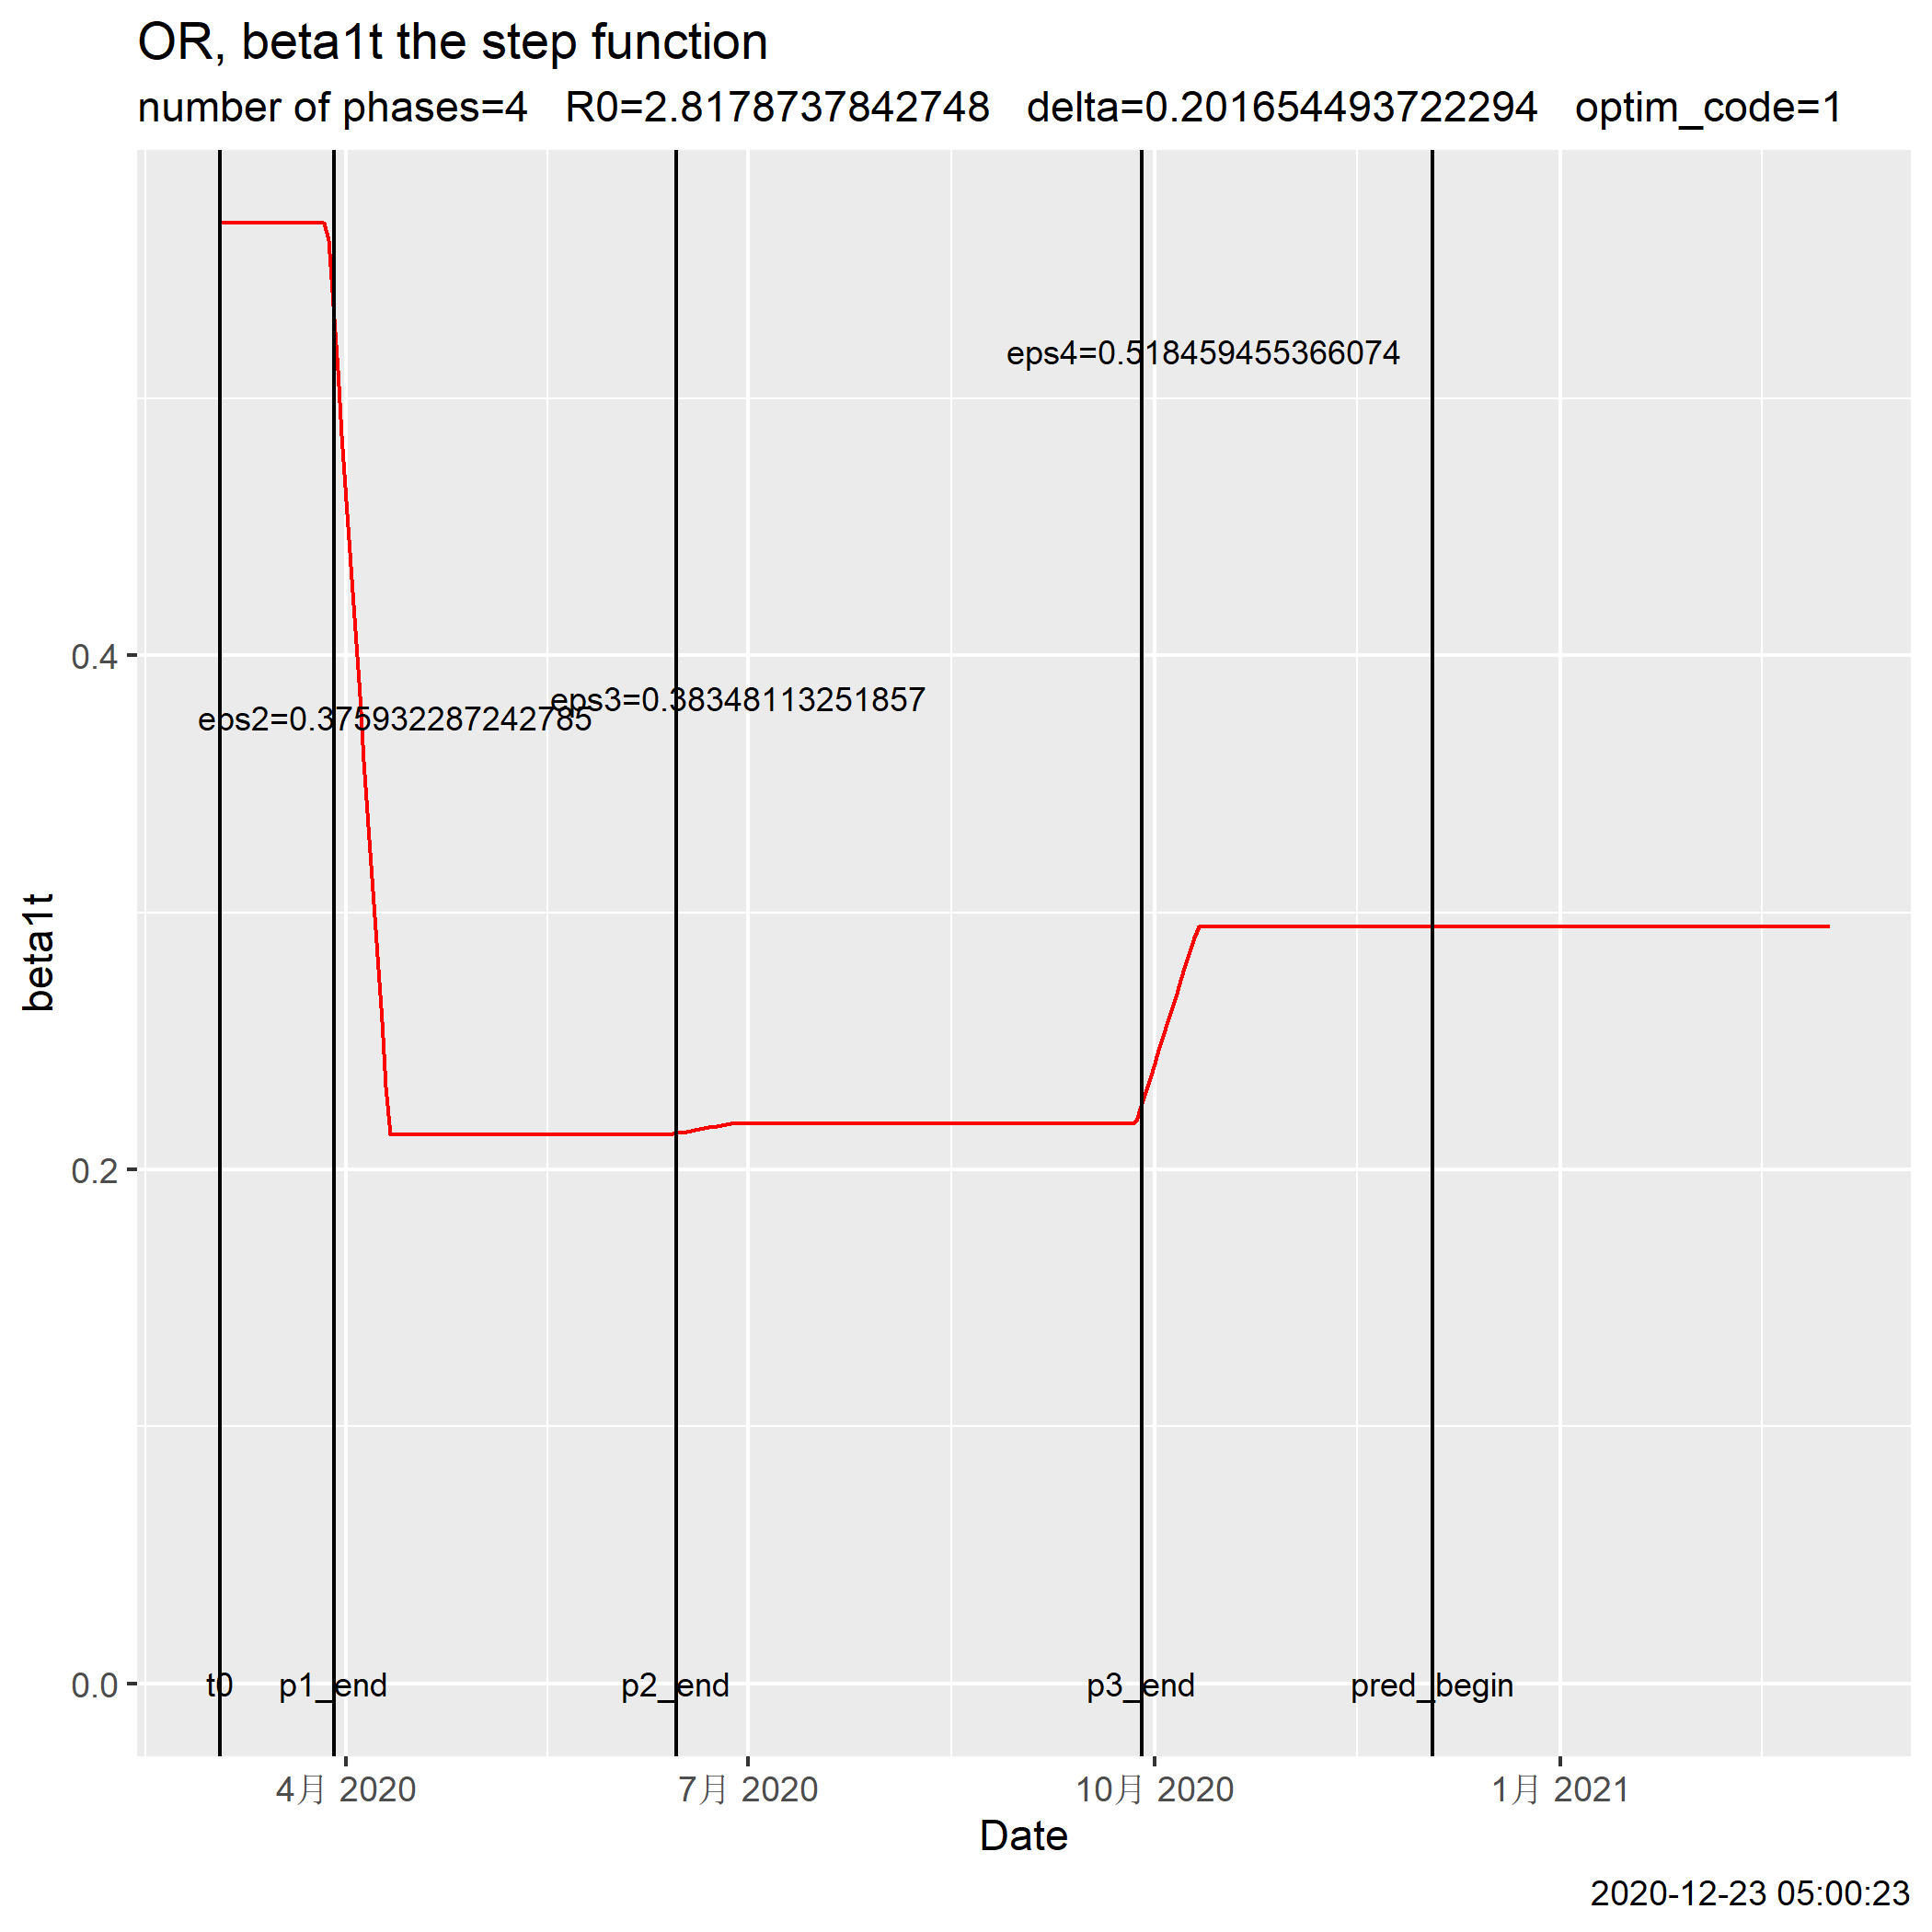 OR, beta1t the step function
number of phases=4 R0=2.8178737842748 delta=0.201654493722294 optim_code=1
eps4=0.518459455366074
0.4
eps3=0.38348113251857
eps2=0.375932287242785
beta1t
0.2
0.0
t0 p1_end p2_end p3_end pred_begin
4月 2020 7月 2020 10月 2020 1月 2021
Date
2020-12-23 05:00:23